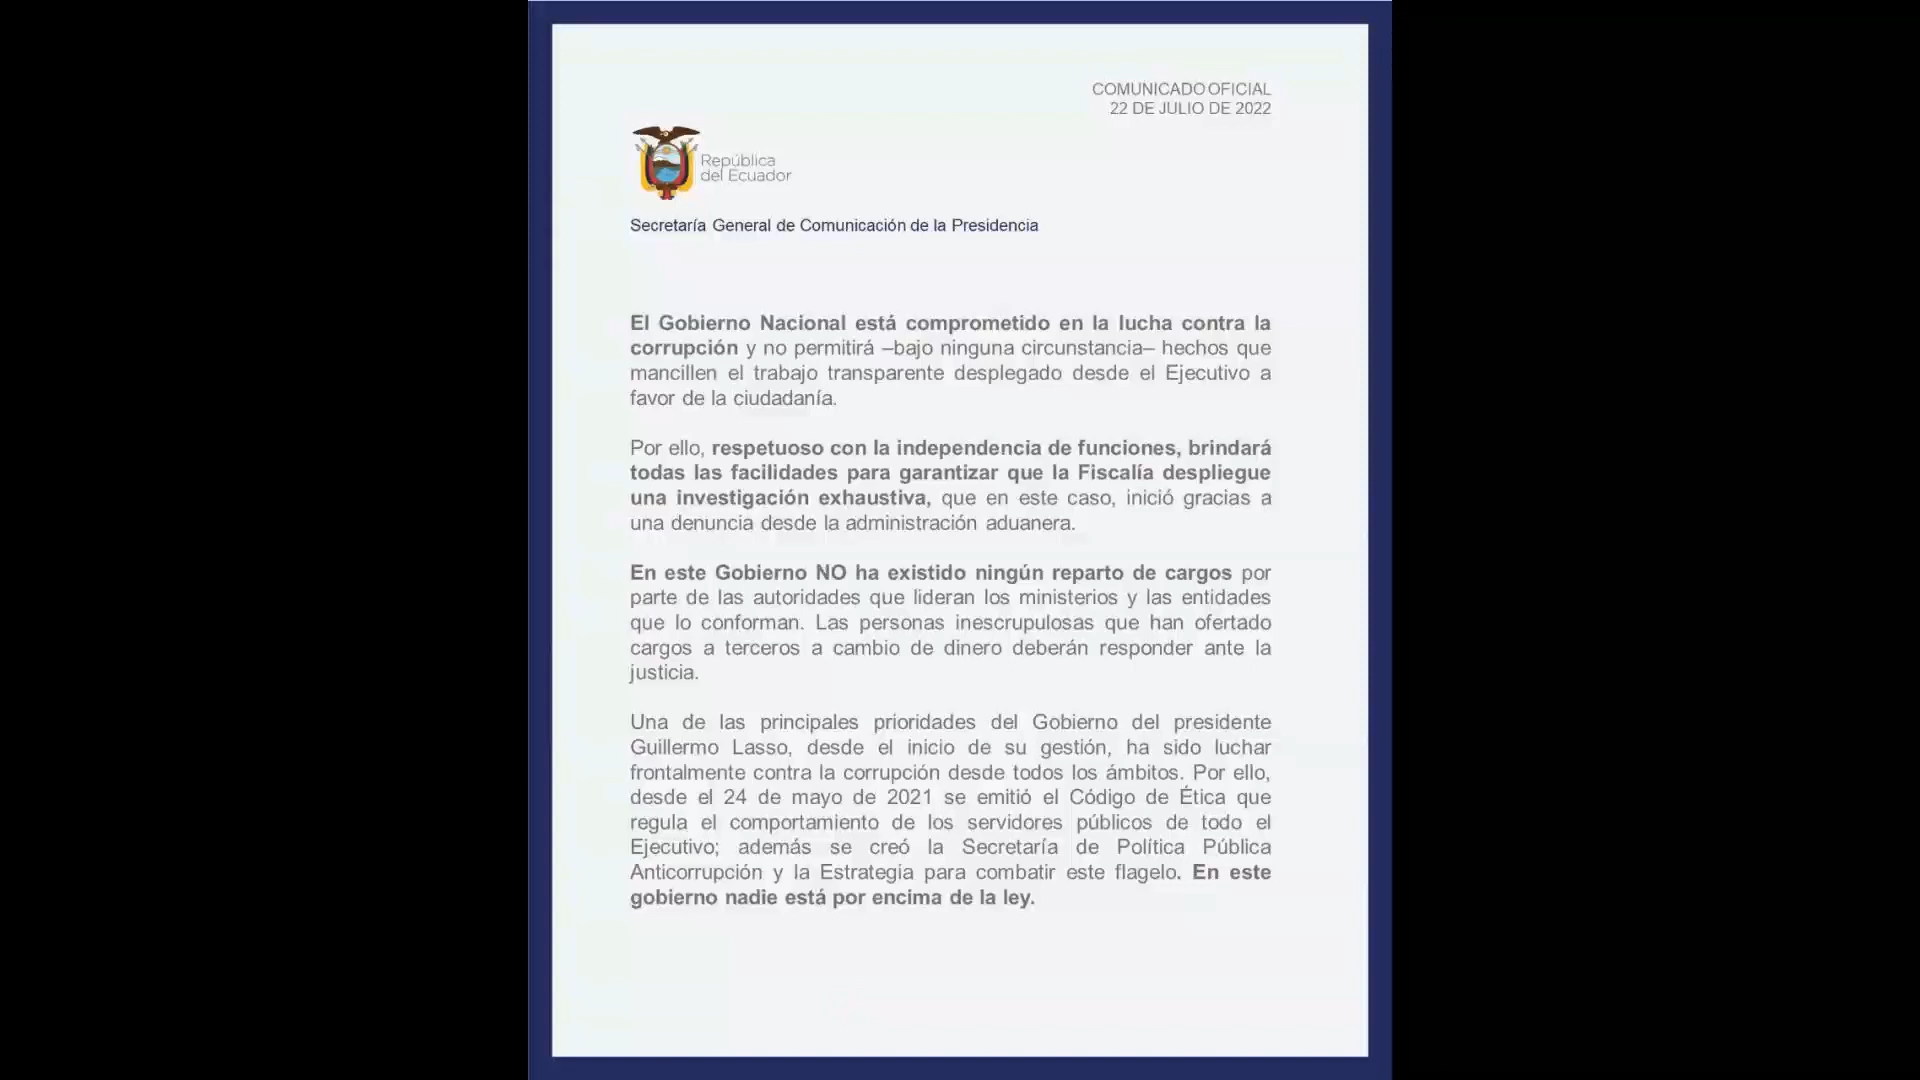 COMUNICADO OFICIAL
22 DE JULIO DE 2022
República
del Ecuador
Secretaría General de Comunicación de la Presidencia
El Gobierno Nacional está comprometido en la lucha contra la
corrupción y no permitirá –bajo ninguna circunstancia– hechos que
mancillen el trabajo transparente desplegado desde el Ejecutivo a
favor de la ciudadanía.
Por ello, respetuoso con la independencia de funciones, brindará
todas las facilidades para garantizar que la Fiscalía despliegue
una investigación exhaustiva, que en este caso, inició gracias a
una denuncia desde la administración aduanera.
En este Gobierno NO ha existido ningún reparto de cargos por
parte de las autoridades que lideran los ministerios y las entidades
que lo conforman. Las personas inescrupulosas que han ofertado
cargos a terceros a cambio de dinero deberán responder ante la
justicia.
Una de las principales prioridades del Gobierno del presidente
Guillermo Lasso, desde el inicio de su gestión, ha sido luchar
frontalmente contra la corrupción desde todos los ámbitos. Por ello,
desde el 24 de mayo de 2021 se emitió el Código de Ética que
regula el comportamiento de los servidores públicos de todo el
Ejecutivo; además se creó la Secretaría de Política Pública
Anticorrupción y la Estrategia para combatir este flagelo. En este
gobierno nadie está por encima de la ley.